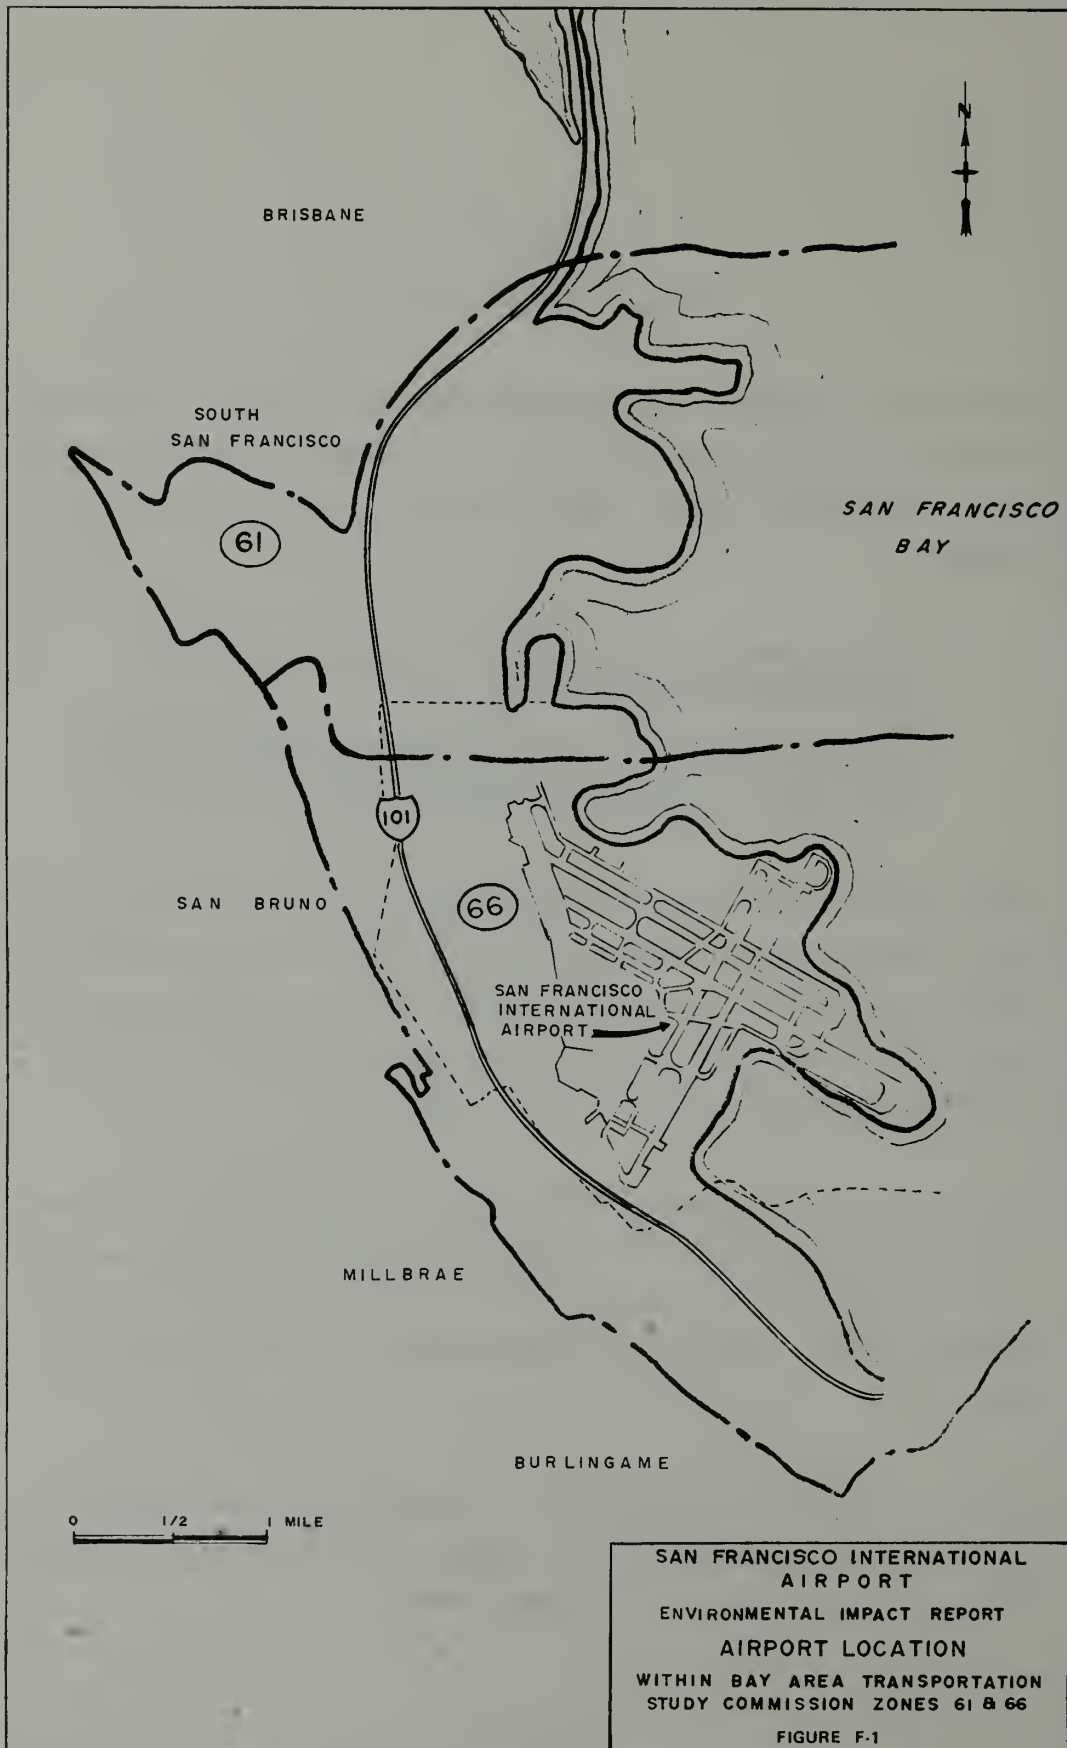 N
BRISBANE
SOUTH
SAN FRANCISCO
61
SAN FRANCISCO
BAY
101
SAN BRUNO
66
SAN FRANCISCO
INTERNATIONAL
AIRPORT
MILLBRAE
BURLINGAME
0 1/2 1 MILE
SAN FRANCISCO INTERNATIONAL
AIRPORT
ENVIRONMENTAL IMPACT REPORT
AIRPORT LOCATION
WITHIN BAY AREA TRANSPORTATION
STUDY COMMISSION ZONES 61 & 66
FIGURE F-1